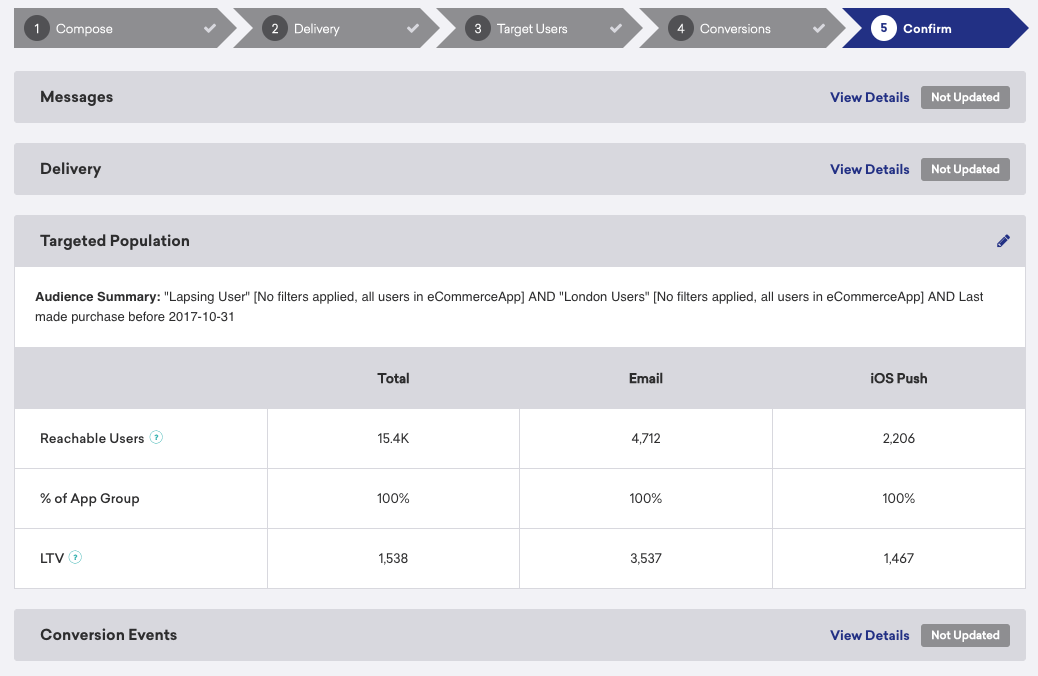 1 Compose 2 Delivery 3 Target Users 4 Conversions 5 Confirm
Messages View Details Not Updated
Delivery View Details Not Updated
Targeted Population
Audience Summary: "Lapsing User" [No filters applied, all users in eCommerceApp] AND "London Users" [No filters applied, all users in eCommerceApp] AND Last
made purchase before 2017-10-31
Total Email iOS Push
Reachable Users ? 15.4K 4,712 2,206
% of App Group 100% 100% 100%
LTV ? 1,538 3,537 1,467
Conversion Events View Details Not Updated